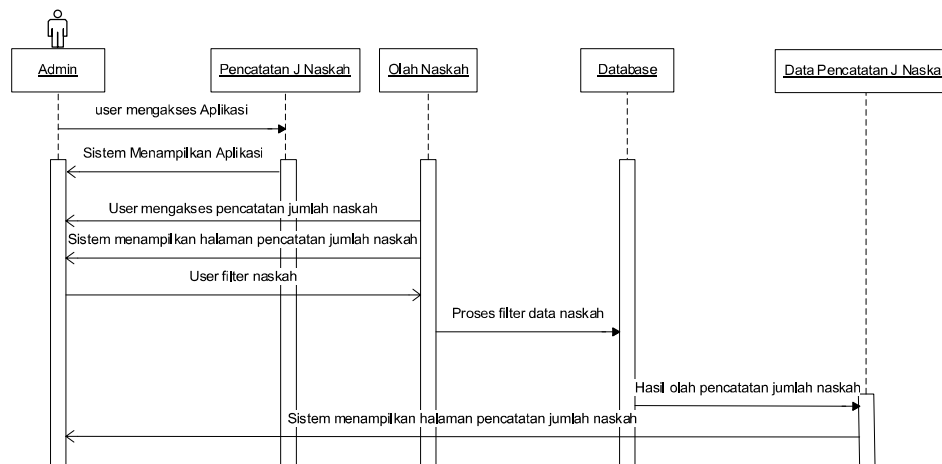 Admin
Pencatatan J Naskah
Olah Naskah
Database
Data Pencatatan J Naska
user mengakses Aplikasi
Sistem Menampilkan Aplikasi
User mengakses pencatatan jumlah naskah
Sistem menampilkan halaman pencatatan jumlah naskah
User filter naskah
Proses filter data naskah
Hasil olah pencatatan jumlah naskah
Sistem menampilkan halaman pencatatan jumlah naskah